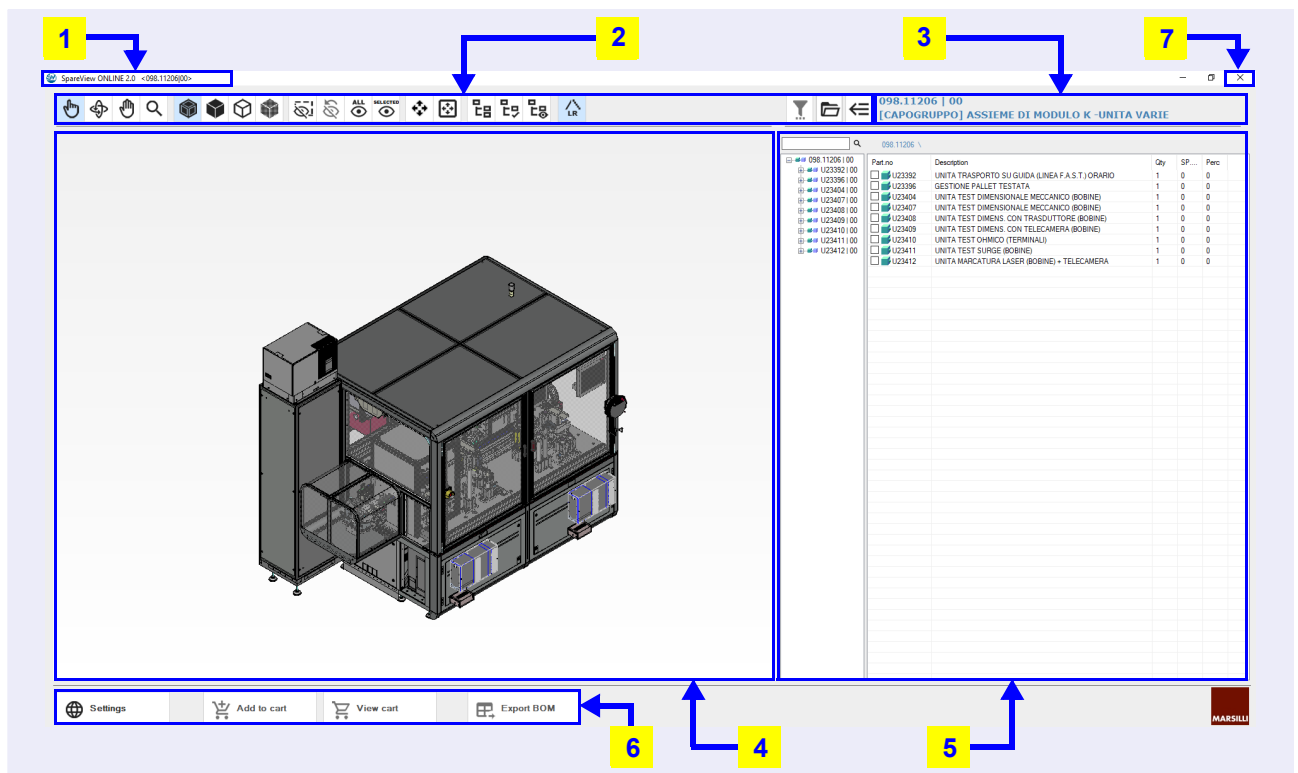 1
2
3
7
SpareView ONLINE 2.0 <098.11206|00>
ALL
SELECTED
LR
098.11206 | 00
[CAPOGRUPPO] ASSIEME DI MODULO K -UNITA VARIE
098.11206 \
098.11206 | 00
U23392 | 00
U23396 | 00
U23404 | 00
U23407 | 00
U23408 | 00
U23409 | 00
U23410 | 00
U23411 | 00
U23412 | 00
Part.no Description Qty SP.... Perc
U23392 UNITA TRASPORTO SU GUIDA (LINEA F.A.S.T.) ORARIO 1 0 0
U23396 GESTIONE PALLET TESTATA 1 0 0
U23404 UNITA TEST DIMENSIONALE MECCANICO (BOBINE) 1 0 0
U23407 UNITA TEST DIMENSIONALE MECCANICO (BOBINE) 1 0 0
U23408 UNITA TEST DIMENS. CON TRASDUTTORE (BOBINE) 1 0 0
U23409 UNITA TEST DIMENS. CON TELECAMERA (BOBINE) 1 0 0
U23410 UNITA TEST OHMICO (TERMINALI) 1 0 0
U23411 UNITA TEST SURGE (BOBINE) 1 0 0
U23412 UNITA MARCATURA LASER (BOBINE) + TELECAMERA 1 0 0
Settings
Add to cart
View cart
Export BOM
MARSILLI
6
4
5